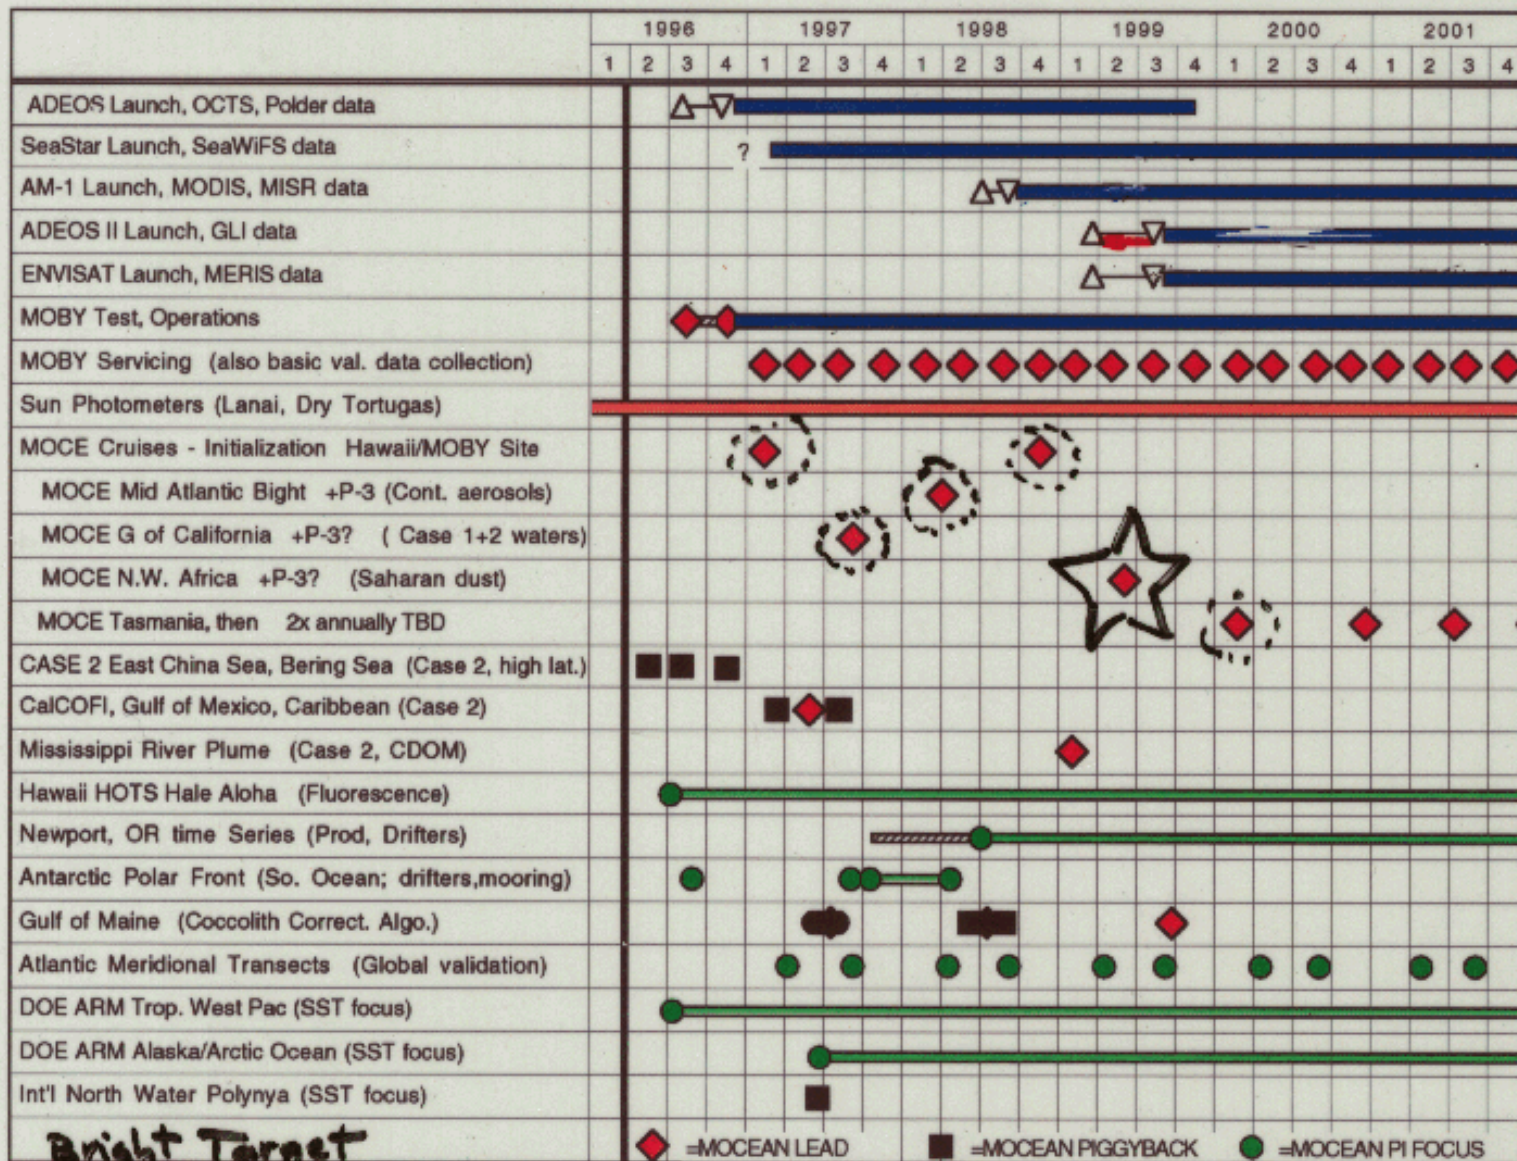 1996 1997 1998 1999 2000 2001
1 2 3 4 1 2 3 4 1 2 3 4 1 2 3 4 1 2 3 4 1 2 3 4
ADEOS Launch, OCTS, Polder data
SeaStar Launch, SeaWiFS data ?
AM-1 Launch, MODIS, MISR data
ADEOS II Launch, GLI data
ENVISAT Launch, MERIS data
MOBY Test, Operations
MOBY Servicing (also basic val. data collection)
Sun Photometers (Lanai, Dry Tortugas)
MOCE Cruises - Initialization Hawaii/MOBY Site
MOCE Mid Atlantic Bight +P-3 (Cont. aerosols)
MOCE G of California +P-3? ( Case 1+2 waters)
MOCE N.W. Africa +P-3? (Saharan dust)
MOCE Tasmania, then 2x annually TBD
CASE 2 East China Sea, Bering Sea (Case 2, high lat.)
CalCOFI, Gulf of Mexico, Caribbean (Case 2)
Mississippi River Plume (Case 2, CDOM)
Hawaii HOTS Hale Aloha (Fluorescence)
Newport, OR time Series (Prod, Drifters)
Antarctic Polar Front (So. Ocean; drifters,mooring)
Gulf of Maine (Coccolith Correct. Algo.)
Atlantic Meridional Transects (Global validation)
DOE ARM Trop. West Pac (SST focus)
DOE ARM Alaska/Arctic Ocean (SST focus)
Int'l North Water Polynya (SST focus)
Bright Target =MOCEAN LEAD =MOCEAN PIGGYBACK =MOCEAN PI FOCUS